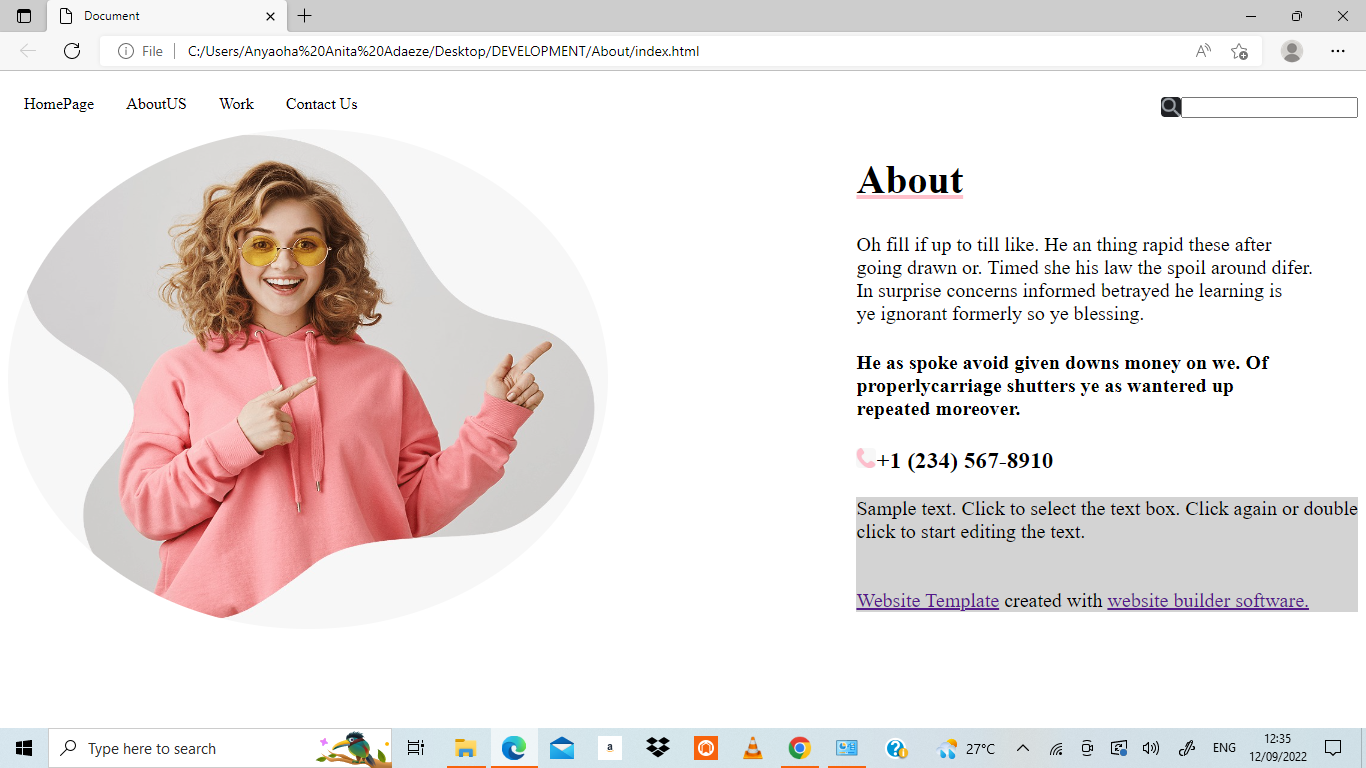 Document
File
C:/Users/Anyaoha%20Anita%20Adaeze/Desktop/DEVELOPMENT/About/index.html
HomePage AboutUS Work Contact Us
About
Oh fill if up to till like. He an thing rapid these after
going drawn or. Timed she his law the spoil around difer.
In surprise concerns informed betrayed he learning is
ye ignorant formerly so ye blessing.
He as spoke avoid given downs money on we. Of
properlycarriage shutters ye as wantered up
repeated moreover.
+1 (234) 567-8910
Sample text. Click to select the text box. Click again or double
click to start editing the text.
Website Template created with website builder software.
Type here to search
a
27°C
ENG
12:35
12/09/2022